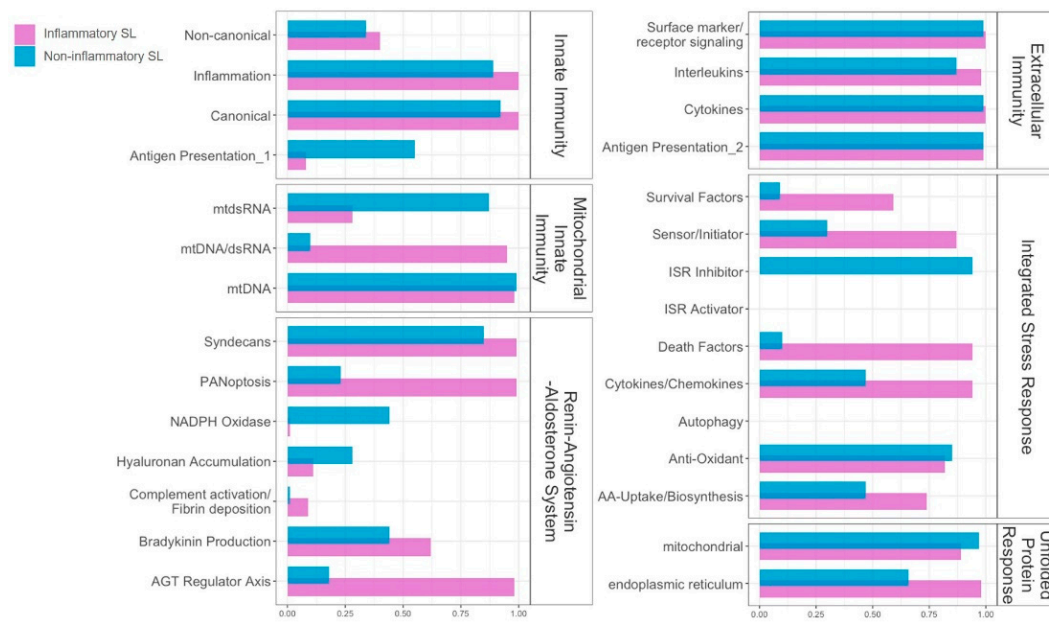 Inflammatory SL
Non-inflammatory SL
Non-canonical
Inflammation
Canonical
Antigen Presentation_1
Innate Immunity
mtdsRNA
mtDNA/dsRNA
mtDNA
Mitochondrial
Innate
Immunity
Syndecans
PANoptosis
NADPH Oxidase
Hyaluronan Accumulation
Complement activation/
Fibrin deposition
Bradykinin Production
AGT Regulator Axis
Renin-Angiotensin
-Aldosterone System
0.00 0.25 0.50 0.75 1.00
Surface marker/
receptor signaling
Interleukins
Cytokines
Antigen Presentation_2
Extracellular
Immunity
Survival Factors
Sensor/Initiator
ISR Inhibitor
ISR Activator
Death Factors
Cytokines/Chemokines
Autophagy
Anti-Oxidant
AA-Uptake/Biosynthesis
Integrated Stress Response
mitochondrial
endoplasmic reticulum
Unfolded
Protein
Response
0.00 0.25 0.50 0.75 1.00